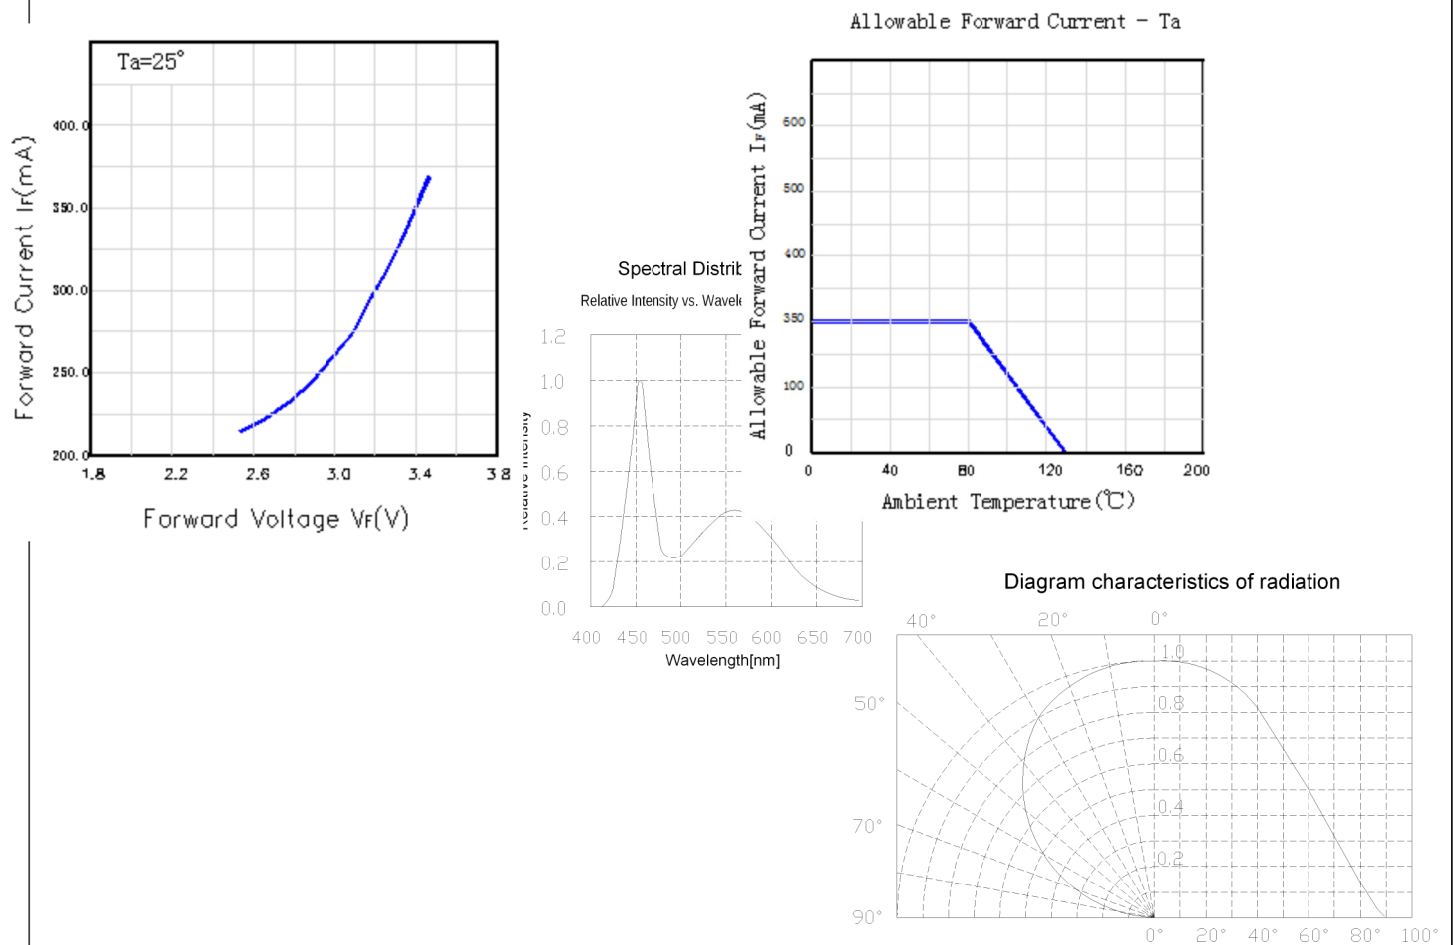 Ta=25°
400.0
350.0
300.0
250.0
200.0
1.8 2.2 2.6 3.0 3.4 3 8
Forward Current IF(mA)
Forward Voltage VF(V)
Spectral Distrib
Relative Intensity vs. Wavele
1.2
1.0
0.8
0.6
0.4
0.2
0.0
400 450 500 550 600 650 700
Relative Intensity
Wavelength[nm]
Allowable Forward Current - Ta
600
500
400
350
100
0
0 40 80 120 160 200
Allowable Forward Current IF(mA)
Ambient Temperature(℃)
Diagram characteristics of radiation
40° 20° 0°
50°
70°
90°
1.0
0.8
0.6
0.4
0.2
0° 20° 40° 60° 80° 100°